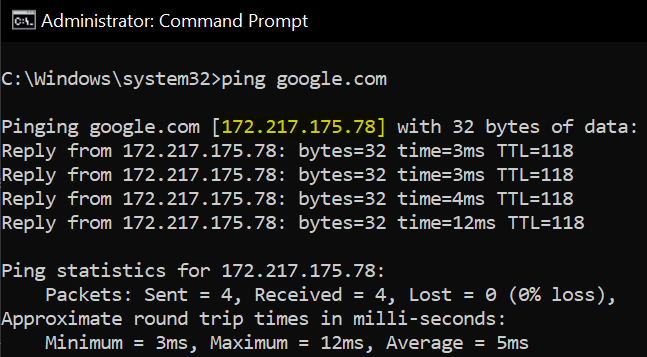 Administrator: Command Prompt
C:\Windows\system32>ping google.com
Pinging google.com [172.217.175.78] with 32 bytes of data:
Reply from 172.217.175.78: bytes=32 time=3ms TTL=118
Reply from 172.217.175.78: bytes=32 time=3ms TTL=118
Reply from 172.217.175.78: bytes=32 time=4ms TTL=118
Reply from 172.217.175.78: bytes=32 time=12ms TTL=118
Ping statistics for 172.217.175.78:
    Packets: Sent = 4, Received = 4, Lost = 0 (0% loss),
Approximate round trip times in milli-seconds:
    Minimum = 3ms, Maximum = 12ms, Average = 5ms